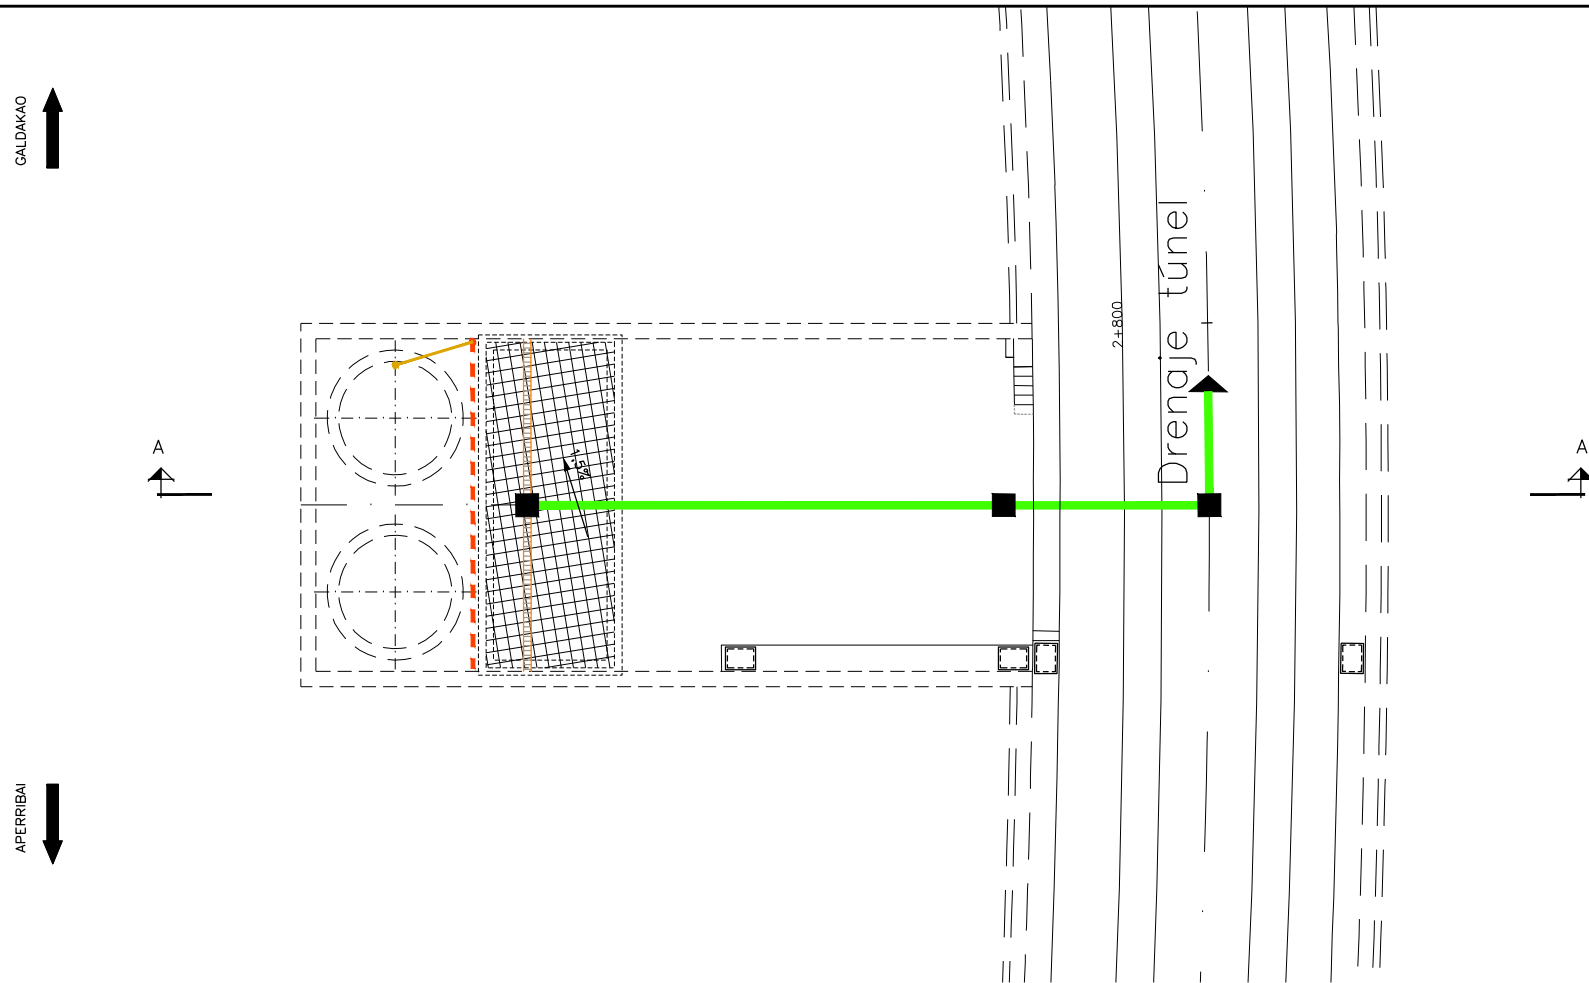 GALDAKAO
Drenaje túnel
2+800
A
A
1.5%
APERRIBAI